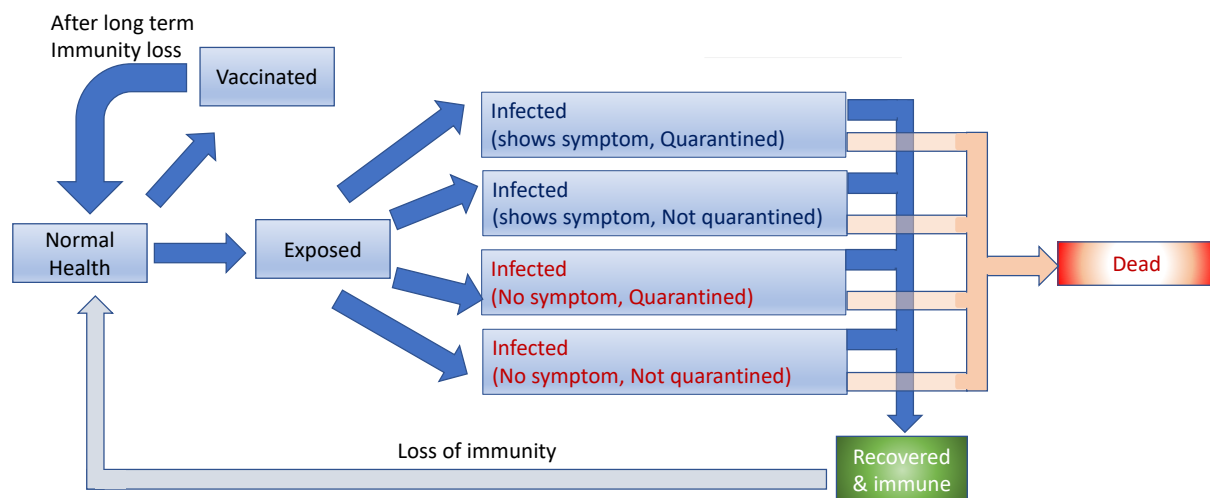 After long term
Immunity loss
Vaccinated
Normal
Health
Exposed
Infected
(shows symptom, Quarantined)
Infected
(shows symptom, Not quarantined)
Infected
(No symptom, Quarantined)
Infected
(No symptom, Not quarantined)
Dead
Loss of immunity
Recovered
& immune